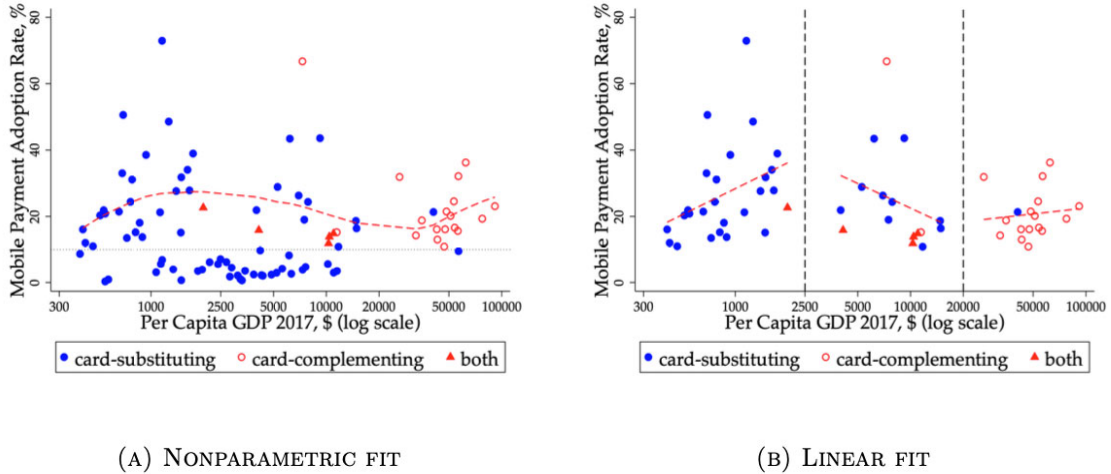 Mobile Payment Adoption Rate, %
80
60
40
20
0
300 1000 2500 5000 10000 20000 50000 100000
Per Capita GDP 2017, $ (log scale)
card-substituting card-complementing both
(A) NONPARAMETRIC FIT
Mobile Payment Adoption Rate, %
80
60
40
20
0
300 1000 2500 5000 10000 20000 50000 100000
Per Capita GDP 2017, $ (log scale)
card-substituting card-complementing both
(B) LINEAR FIT